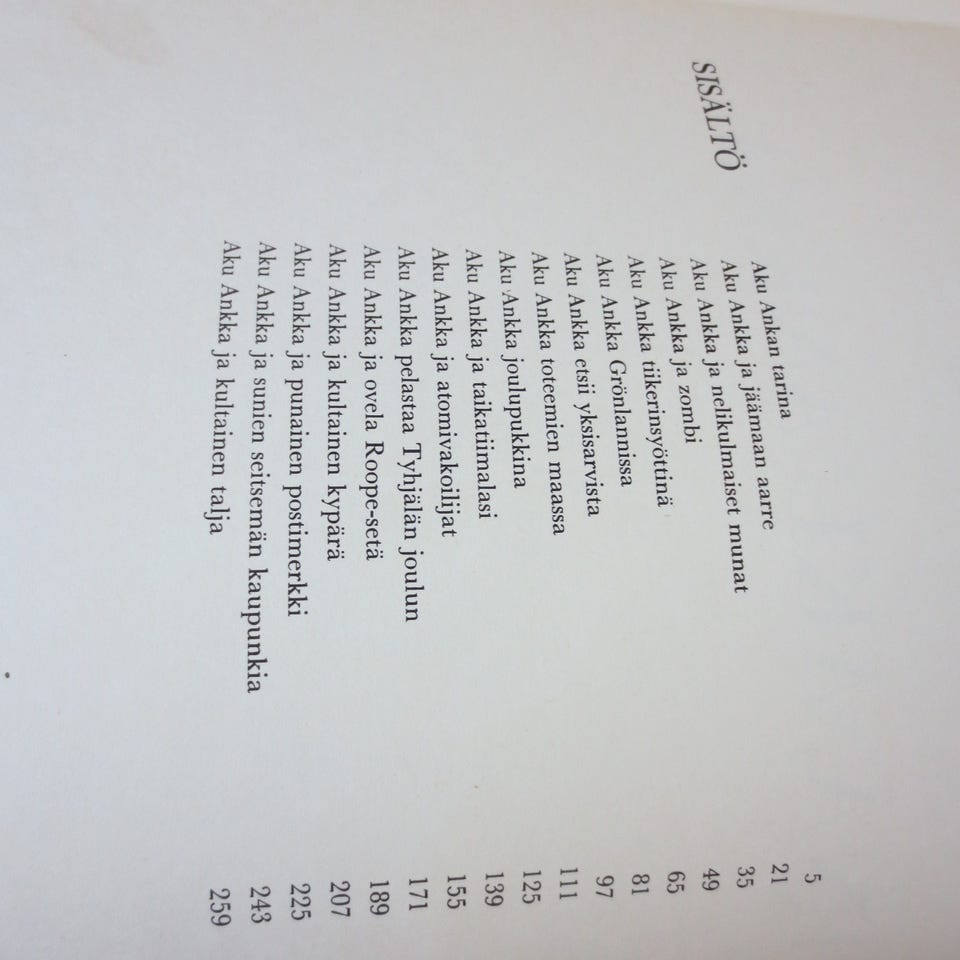 SISÄLTÖ
Aku Ankan tarina 5
Aku Ankka ja jäämaan aarre 21
Aku Ankka ja nelikulmaiset munat 35
Aku Ankka ja zombi 49
Aku Ankka tiikerinsyöttinä 65
Aku Ankka Grönlannissa 81
Aku Ankka etsii yksisarvista 97
Aku Ankka toteemien maassa 111
Aku Ankka joulupukkina 125
Aku Ankka ja taikatiimalasi 139
Aku Ankka ja atomivakoilijat 155
Aku Ankka pelastaa Tyhjälän joulun 171
Aku Ankka ja ovela Roope-setä 189
Aku Ankka ja kultainen kypärä 207
Aku Ankka ja punainen postimerkki 225
Aku Ankka ja sunien seitsemän kaupunkia 243
Aku Ankka ja kultainen talja 259